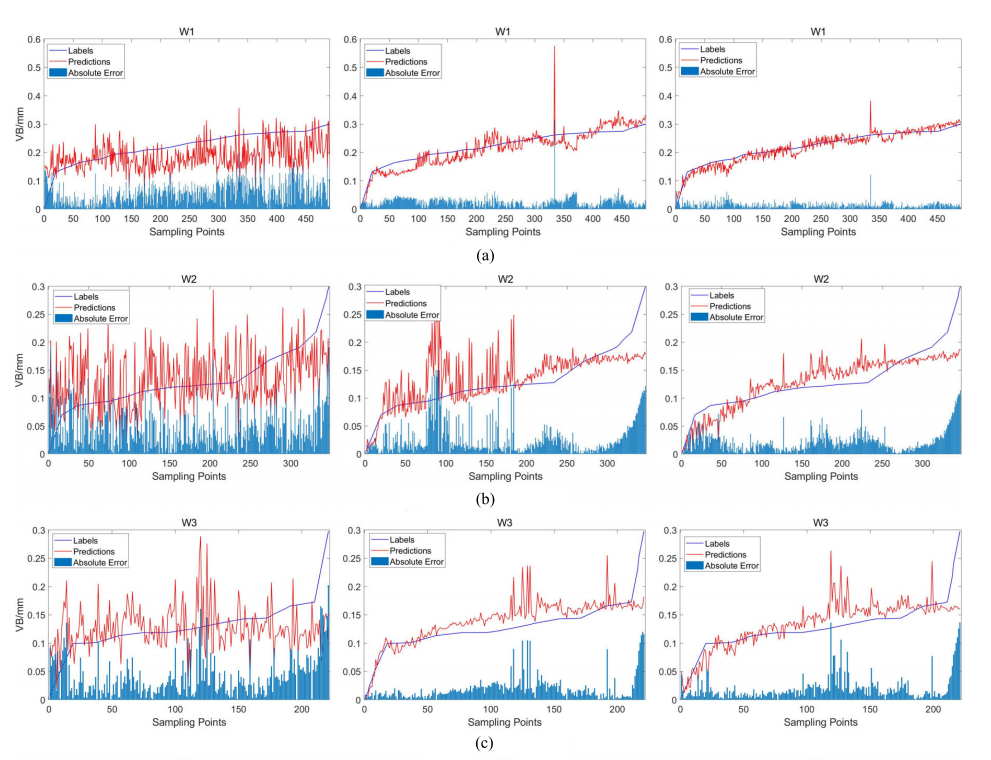 W1 W1 W1
0.6 0.6 0.6
Labels Labels Labels
Predictions Predictions Predictions
Absolute Error Absolute Error Absolute Error
0.5 0.5 0.5
0.4 0.4 0.4
0.3 0.3 0.3
0.2 0.2 0.2
0.1 0.1 0.1
0 0 0
VB/mm
0 50 100 150 200 250 300 350 400 450 0 50 100 150 200 250 300 350 400 450 0 50 100 150 200 250 300 350 400 450
Sampling Points Sampling Points Sampling Points
(a)
W2 W2 W2
0.3 0.3 0.3
Labels Labels Labels
Predictions Predictions Predictions
Absolute Error Absolute Error Absolute Error
0.25 0.25 0.25
0.2 0.2 0.2
0.15 0.15 0.15
0.1 0.1 0.1
0.05 0.05 0.05
0 0 0
VB/mm
0 50 100 150 200 250 300 0 50 100 150 200 250 300 0 50 100 150 200 250 300
Sampling Points Sampling Points Sampling Points
(b)
W3 W3 W3
0.3 0.3 0.3
Labels Labels Labels
Predictions Predictions Predictions
Absolute Error Absolute Error Absolute Error
0.25 0.25 0.25
0.2 0.2 0.2
0.15 0.15 0.15
0.1 0.1 0.1
0.05 0.05 0.05
0 0 0
VB/mm
0 50 100 150 200 0 50 100 150 200 0 50 100 150 200
Sampling Points Sampling Points Sampling Points
(c)